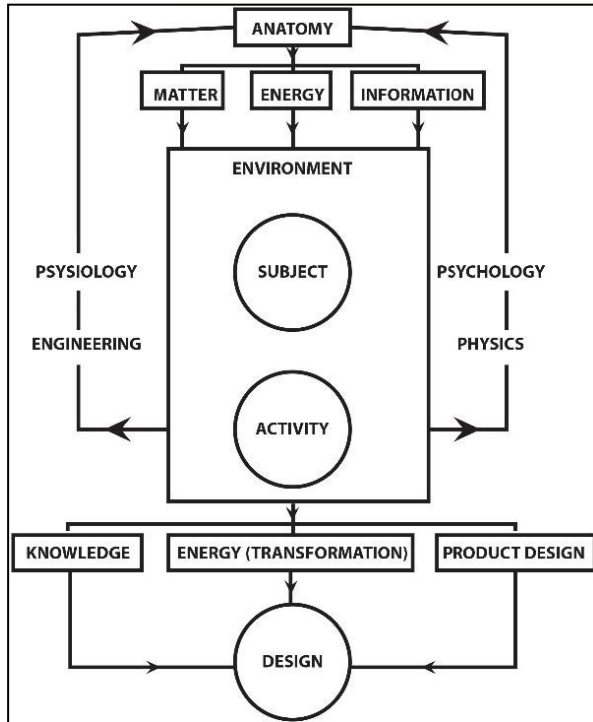 ANATOMY
MATTER
ENERGY
INFORMATION
ENVIRONMENT
SUBJECT
PSYSIOLOGY
PSYCHOLOGY
ENGINEERING
PHYSICS
ACTIVITY
KNOWLEDGE
ENERGY (TRANSFORMATION)
PRODUCT DESIGN
DESIGN